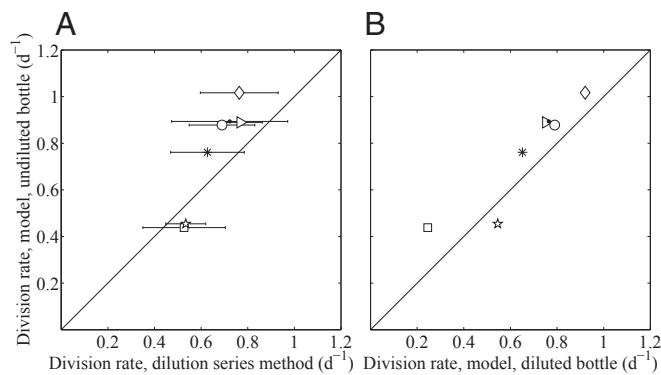 A
B
Division rate, model, undiluted bottle (d⁻¹)
1.2
1
0.8
0.6
0.4
0.2
0.2 0.4 0.6 0.8 1 1.2
0.2 0.4 0.6 0.8 1 1.2
Division rate, dilution series method (d⁻¹)
Division rate, model, diluted bottle (d⁻¹)